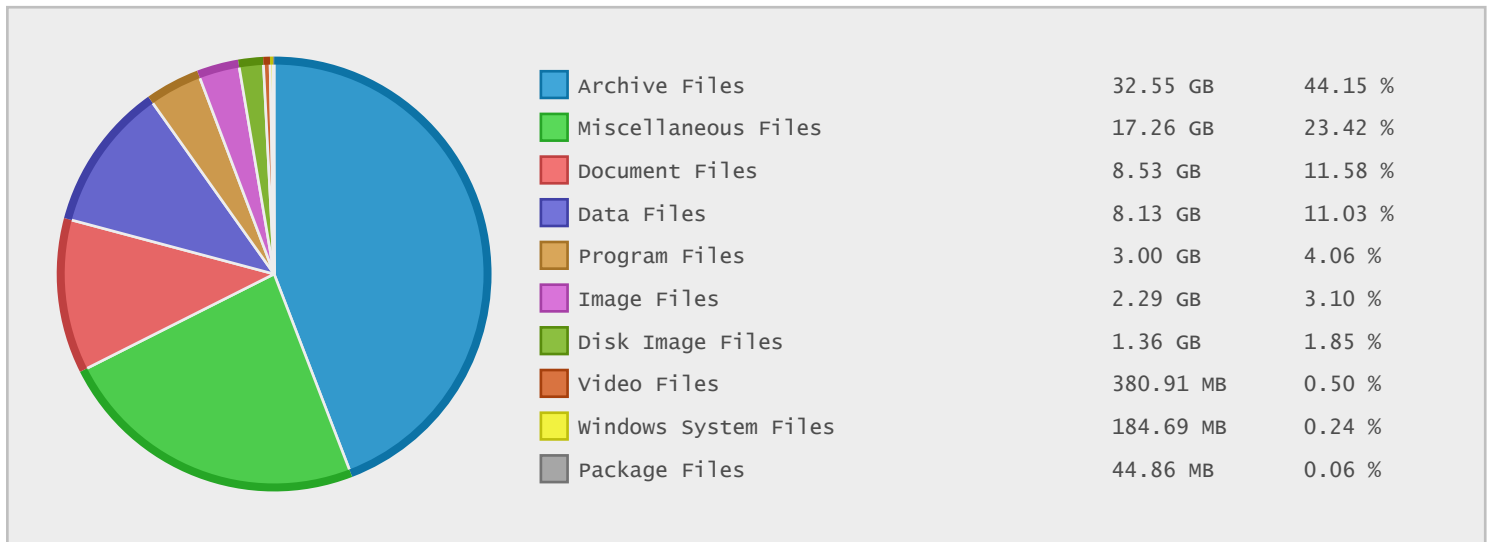 Archive Files 32.55 GB 44.15 %
Miscellaneous Files 17.26 GB 23.42 %
Document Files 8.53 GB 11.58 %
Data Files 8.13 GB 11.03 %
Program Files 3.00 GB 4.06 %
Image Files 2.29 GB 3.10 %
Disk Image Files 1.36 GB 1.85 %
Video Files 380.91 MB 0.50 %
Windows System Files 184.69 MB 0.24 %
Package Files 44.86 MB 0.06 %